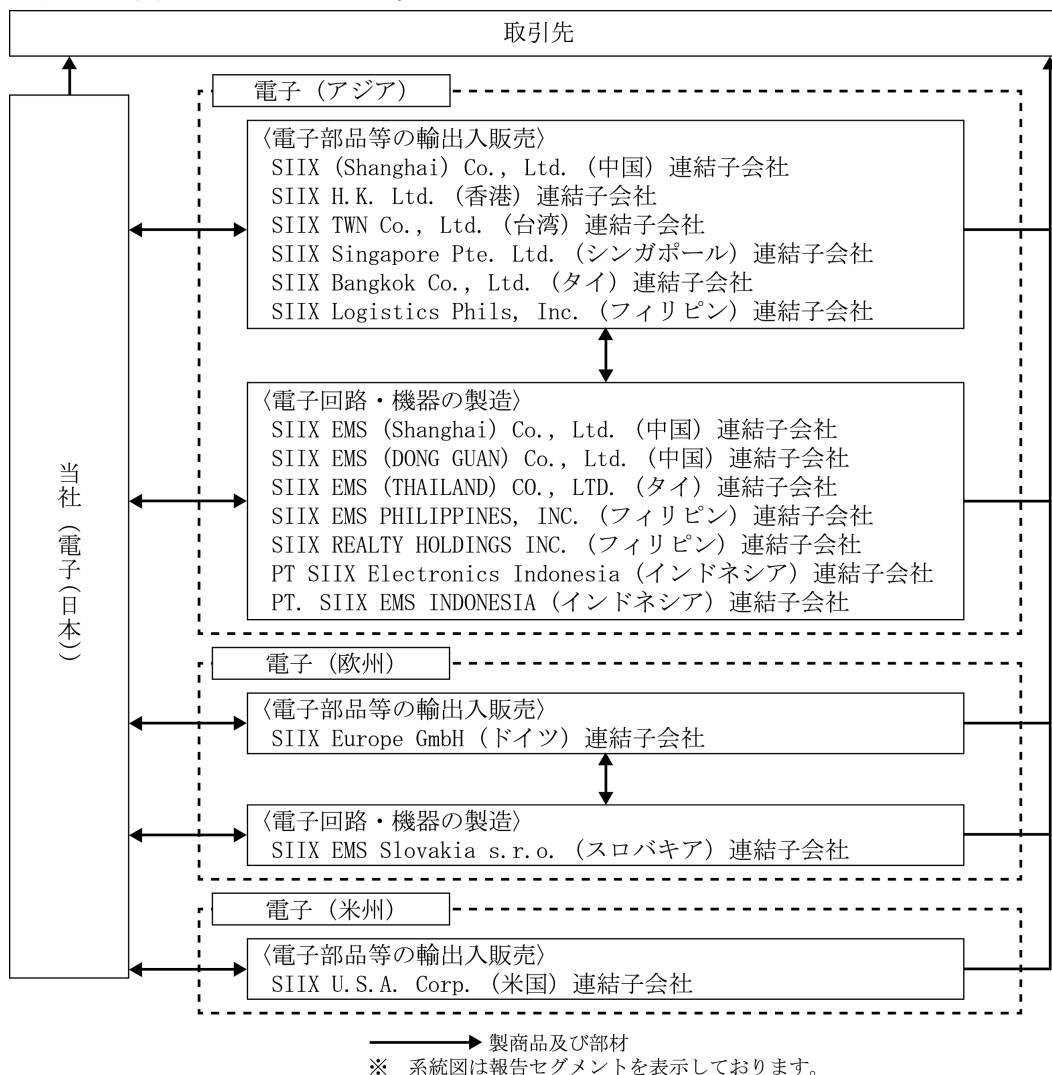 取引先
電子（アジア）
〈電子部品等の輸出入販売〉
SIIX (Shanghai) Co., Ltd. (中国) 連結子会社
SIIX H.K. Ltd. (香港) 連結子会社
SIIX TWN Co., Ltd. (台湾) 連結子会社
SIIX Singapore Pte. Ltd. (シンガポール) 連結子会社
SIIX Bangkok Co., Ltd. (タイ) 連結子会社
SIIX Logistics Phils, Inc. (フィリピン) 連結子会社
〈電子回路・機器の製造〉
SIIX EMS (Shanghai) Co., Ltd. (中国) 連結子会社
SIIX EMS (DONG GUAN) Co., Ltd. (中国) 連結子会社
SIIX EMS (THAILAND) CO., LTD. (タイ) 連結子会社
SIIX EMS PHILIPPINES, INC. (フィリピン) 連結子会社
SIIX REALTY HOLDINGS INC. (フィリピン) 連結子会社
PT SIIX Electronics Indonesia (インドネシア) 連結子会社
PT. SIIX EMS INDONESIA (インドネシア) 連結子会社
当社（電子(日本)）
電子（欧州）
〈電子部品等の輸出入販売〉
SIIX Europe GmbH (ドイツ) 連結子会社
〈電子回路・機器の製造〉
SIIX EMS Slovakia s.r.o. (スロバキア) 連結子会社
電子（米州）
〈電子部品等の輸出入販売〉
SIIX U.S.A. Corp. (米国) 連結子会社
製商品及び部材
※　系統図は報告セグメントを表示しております。